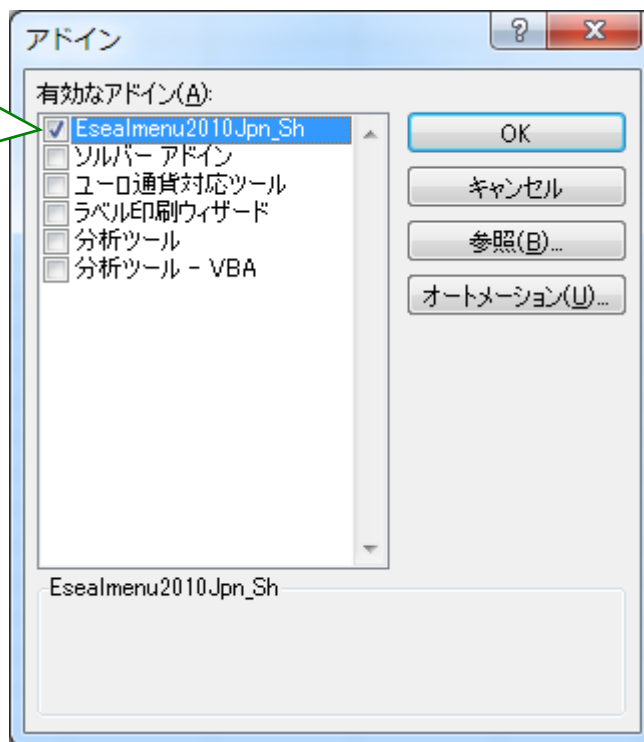 アドイン
有効なアドイン(A):
Esealmenu2010Jpn_Sh
ソルバー アドイン
ユーロ通貨対応ツール
ラベル印刷ウィザード
分析ツール
分析ツール - VBA
OK
キャンセル
参照(B)...
オートメーション(U)...
Esealmenu2010Jpn_Sh